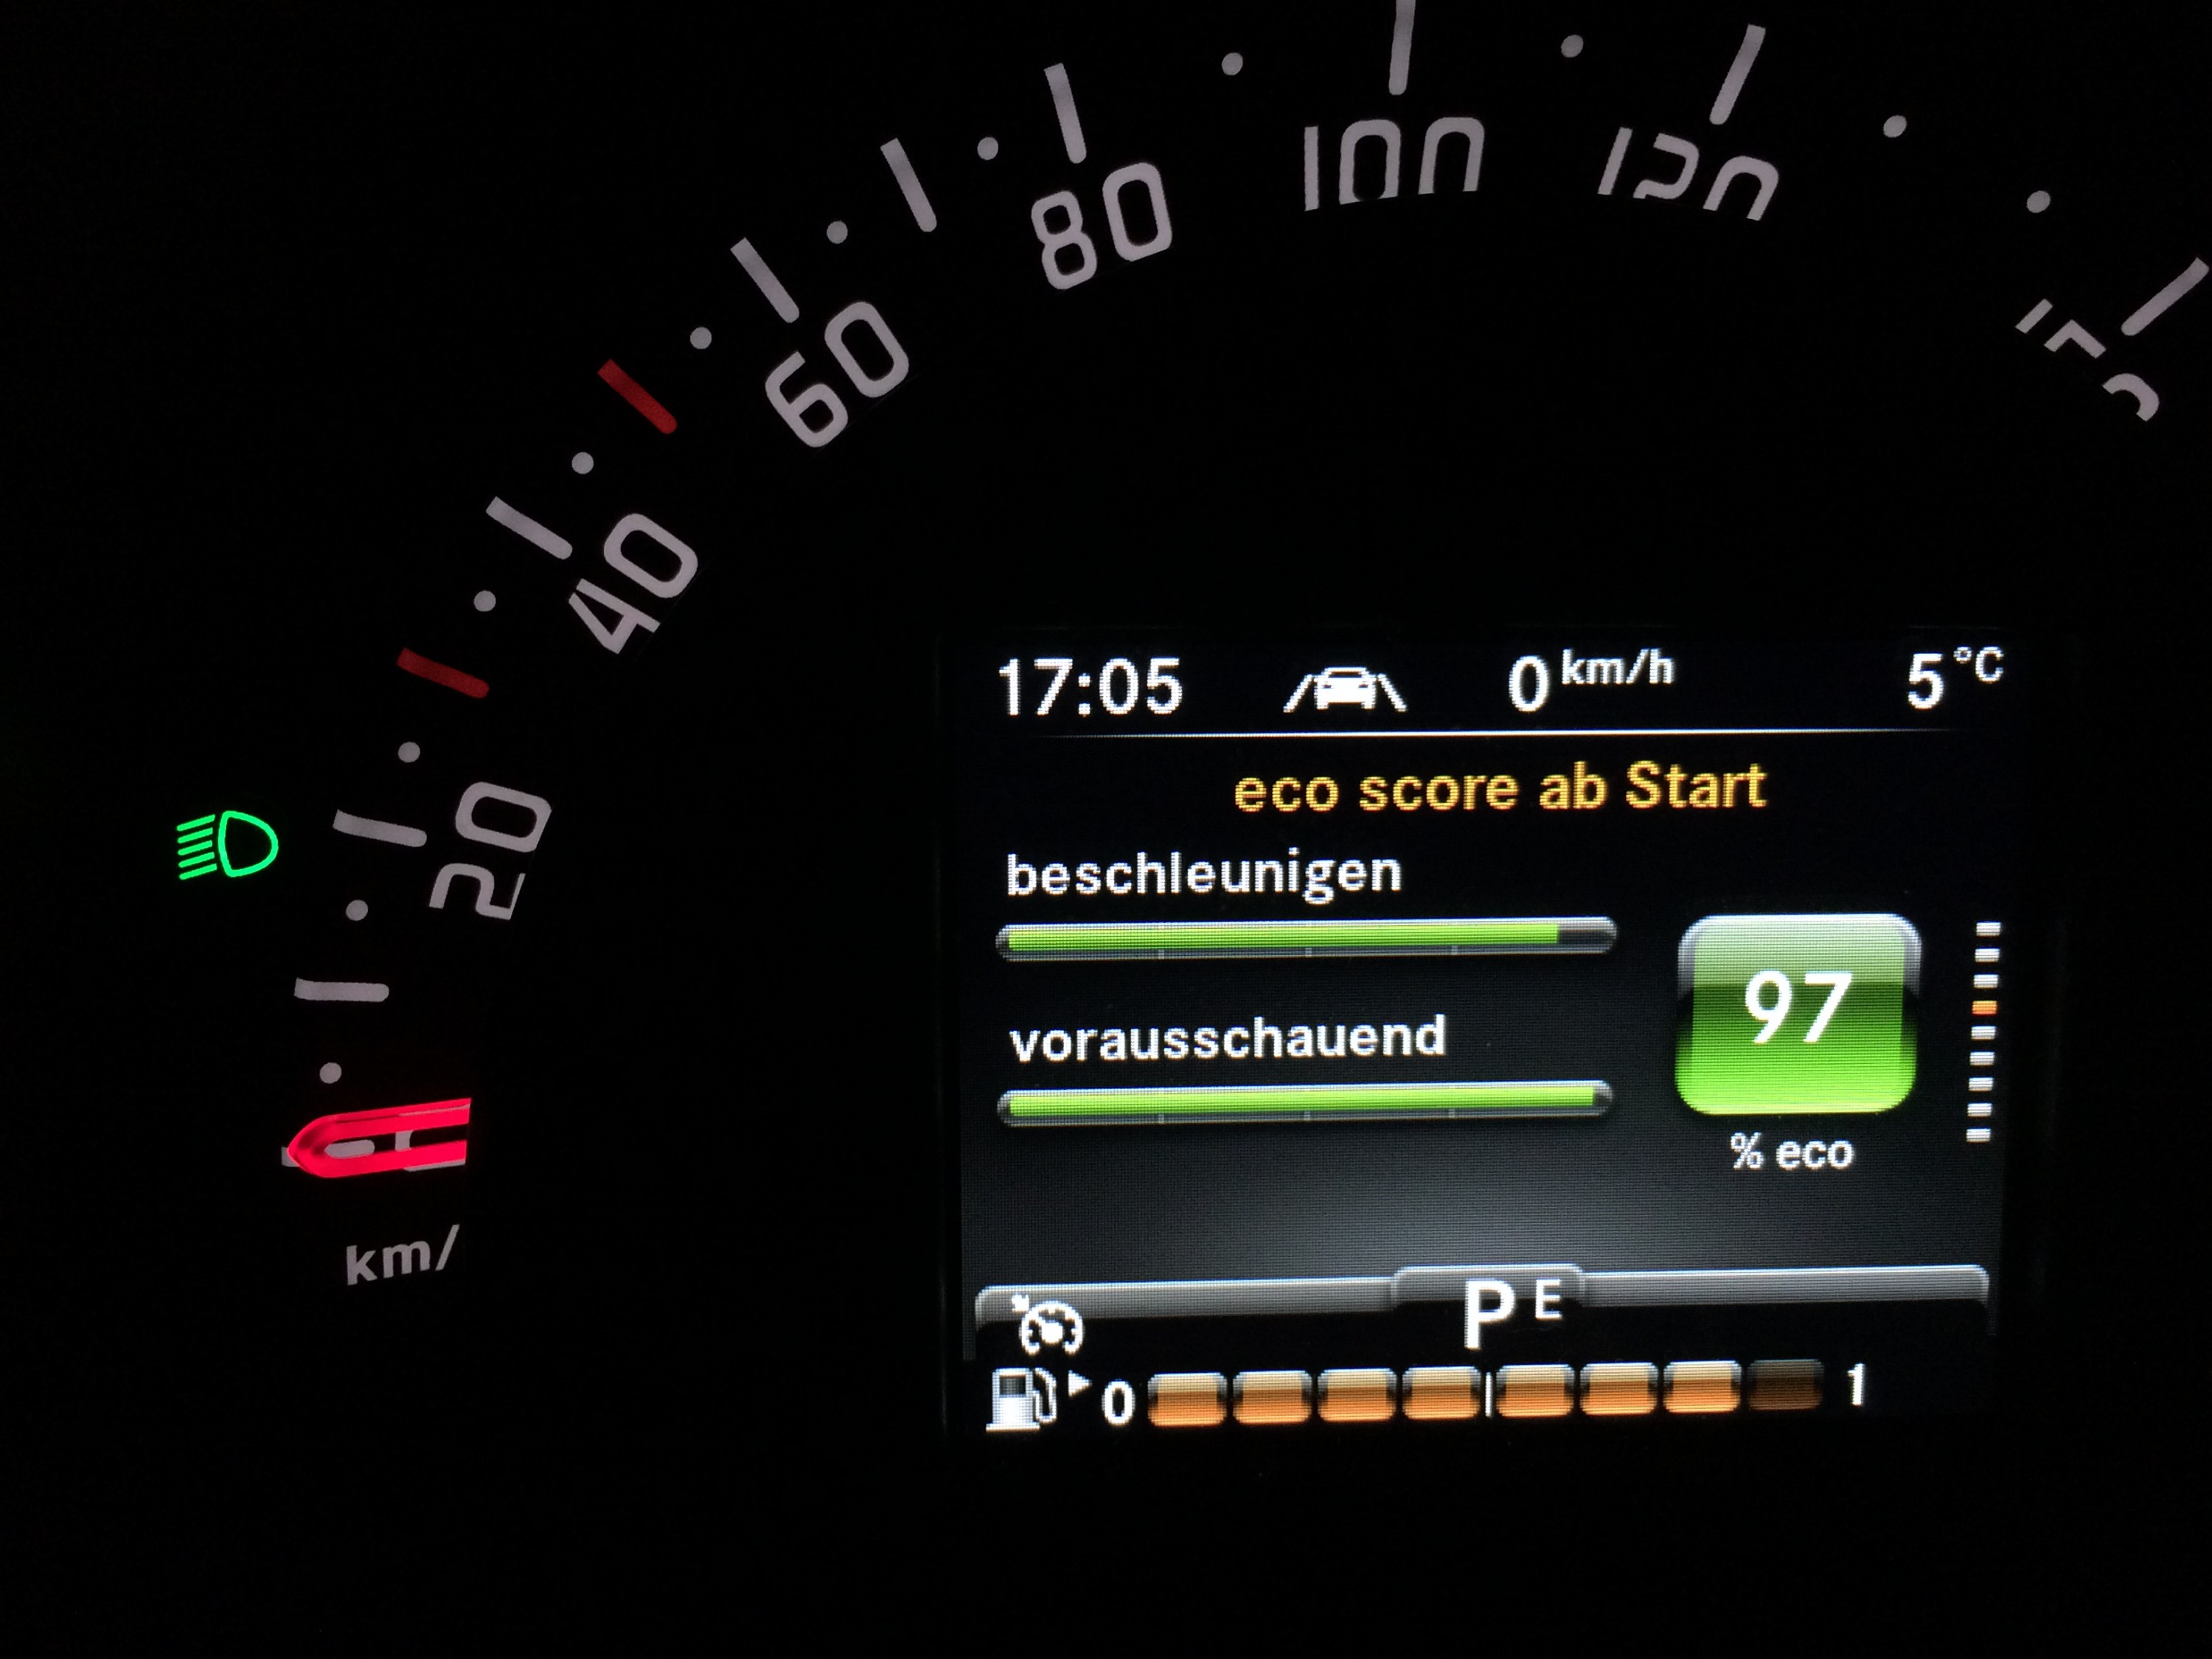 100
120
80
60
40
17:05 0 km/h 5 °C
eco score ab Start
20
beschleunigen
97
vorausschauend
% eco
km/
P E
0 1